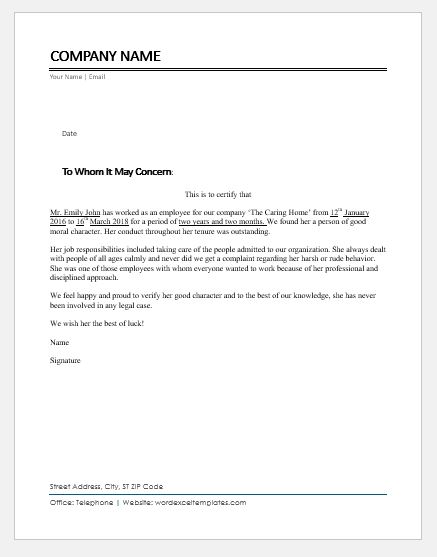 COMPANY NAME
Your Name | Email
Date
To Whom It May Concern:
This is to certify that
Mr. Emily John has worked as an employee for our company ‘The Caring Home’ from 12th January
2016 to 16th March 2018 for a period of two years and two months. We found her a person of good
moral character. Her conduct throughout her tenure was outstanding.
Her job responsibilities included taking care of the people admitted to our organization. She always dealt
with people of all ages calmly and never did we get a complaint regarding her harsh or rude behavior.
She was one of those employees with whom everyone wanted to work because of her professional and
disciplined approach.
We feel happy and proud to verify her good character and to the best of our knowledge, she has never
been involved in any legal case.
We wish her the best of luck!
Name
Signature
Street Address, City, ST ZIP Code
Office: Telephone | Website: wordexceltemplates.com